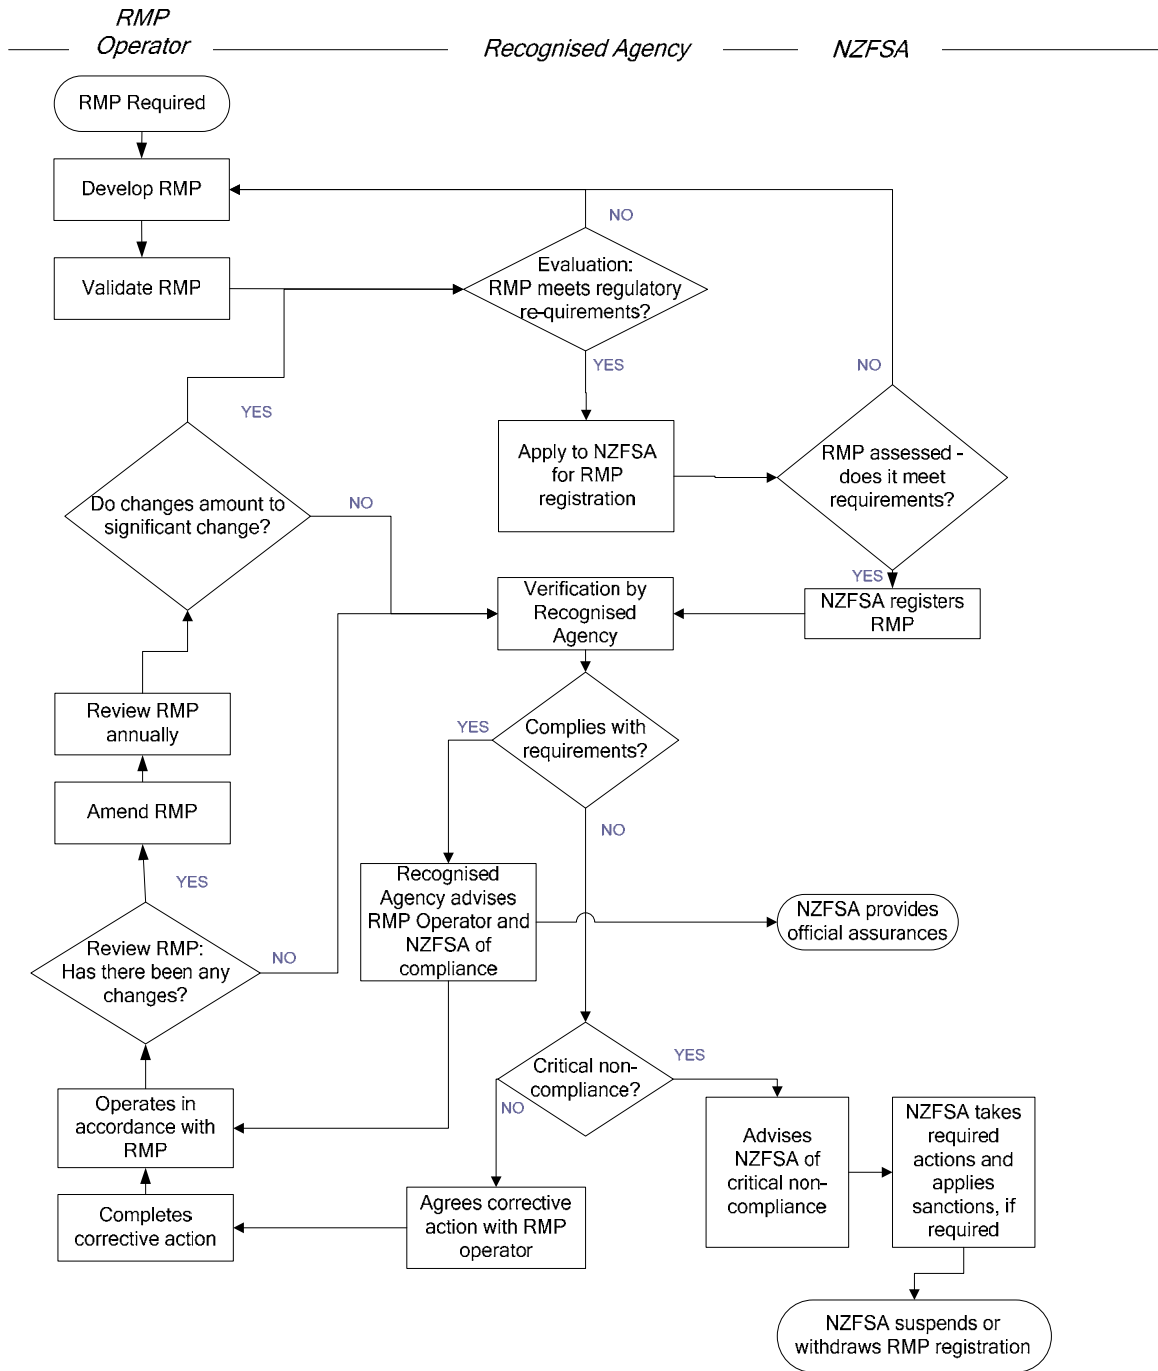 RMP
Operator
Recognised Agency
NZFSA
RMP Required
Develop RMP
NO
Validate RMP
Evaluation:
RMP meets regulatory
re-quirements?
YES
NO
YES
Apply to NZFSA
for RMP
registration
RMP assessed -
does it meet
requirements?
Do changes amount to
significant change?
NO
YES
Verification by
Recognised
Agency
NZFSA registers
RMP
Review RMP
annually
YES
Complies with
requirements?
Amend RMP
NO
YES
Recognised
Agency advises
RMP Operator and
NZFSA of
compliance
NZFSA provides
official assurances
Review RMP:
Has there been any
changes?
NO
Critical non-
compliance?
YES
NO
Operates in
accordance with
RMP
Advises
NZFSA of
critical non-
compliance
NZFSA takes
required
actions and
applies
sanctions, if
required
Completes
corrective action
Agrees corrective
action with RMP
operator
NZFSA suspends or
withdraws RMP registration